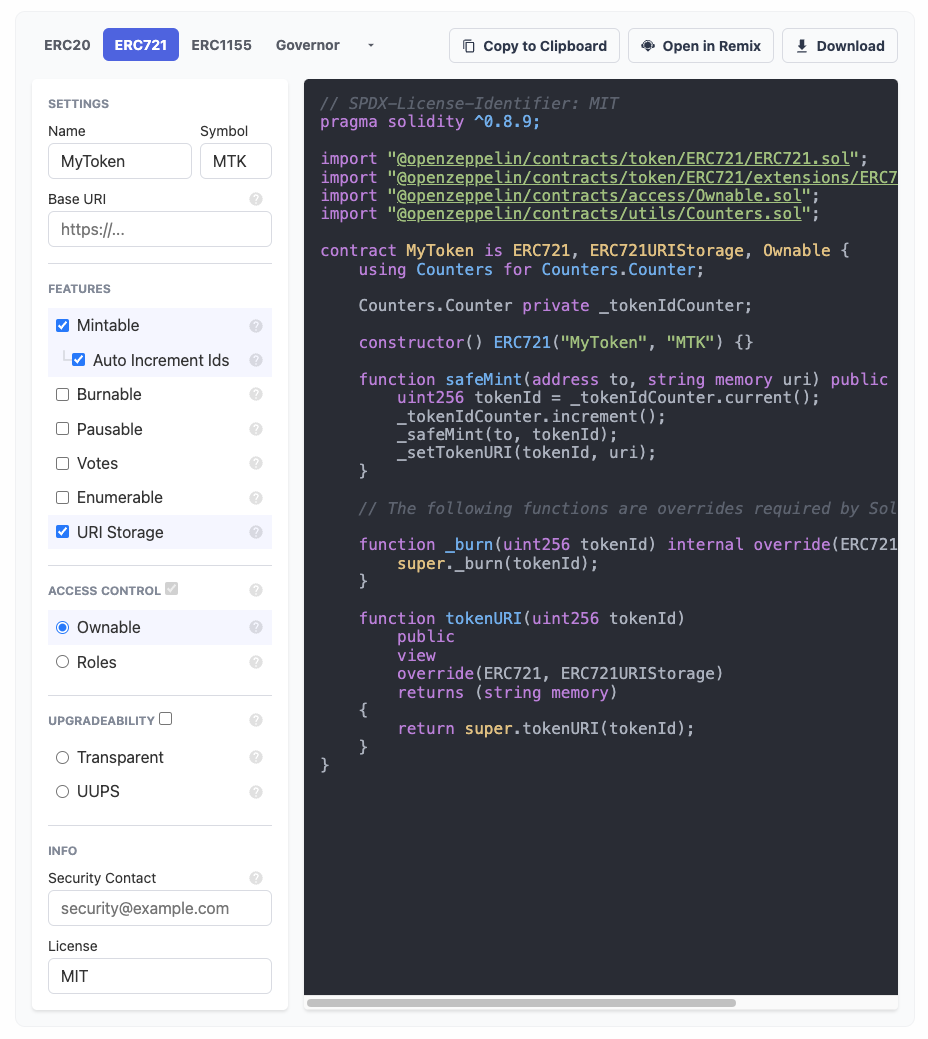 ERC20 ERC721 ERC1155 Governor
Copy to Clipboard Open in Remix Download
SETTINGS
Name Symbol
MyToken MTK
Base URI ?
https://...
FEATURES
Mintable ?
Auto Increment Ids ?
Burnable ?
Pausable ?
Votes ?
Enumerable ?
URI Storage ?
ACCESS CONTROL ?
Ownable ?
Roles ?
UPGRADEABILITY ?
Transparent ?
UUPS ?
INFO
Security Contact ?
security@example.com
License
MIT
// SPDX-License-Identifier: MIT
pragma solidity ^0.8.9;
import "@openzeppelin/contracts/token/ERC721/ERC721.sol";
import "@openzeppelin/contracts/token/ERC721/extensions/ERC7
import "@openzeppelin/contracts/access/Ownable.sol";
import "@openzeppelin/contracts/utils/Counters.sol";
contract MyToken is ERC721, ERC721URIStorage, Ownable {
    using Counters for Counters.Counter;
    Counters.Counter private _tokenIdCounter;
    constructor() ERC721("MyToken", "MTK") {}
    function safeMint(address to, string memory uri) public
        uint256 tokenId = _tokenIdCounter.current();
        _tokenIdCounter.increment();
        _safeMint(to, tokenId);
        _setTokenURI(tokenId, uri);
    }
    // The following functions are overrides required by Sol
    function _burn(uint256 tokenId) internal override(ERC721
        super._burn(tokenId);
    }
    function tokenURI(uint256 tokenId)
        public
        view
        override(ERC721, ERC721URIStorage)
        returns (string memory)
    {
        return super.tokenURI(tokenId);
    }
}